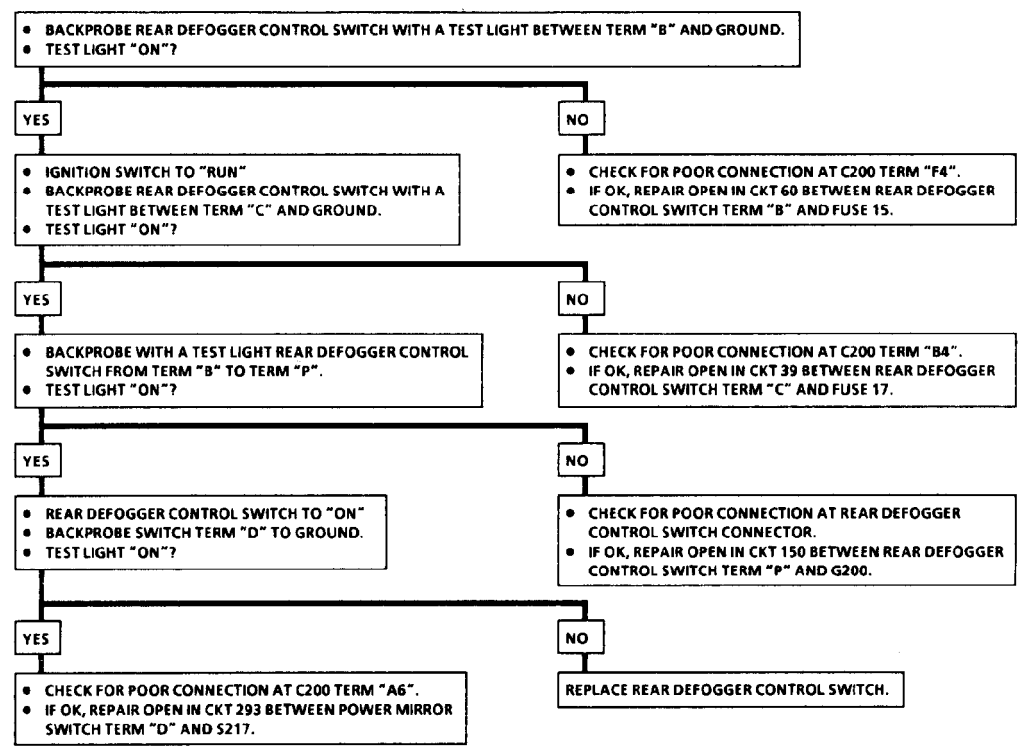 • BACKPROBE REAR DEFOGGER CONTROL SWITCH WITH A TEST LIGHT BETWEEN TERM "B" AND GROUND.
• TEST LIGHT "ON"?
YES
NO
• IGNITION SWITCH TO "RUN"
• BACKPROBE REAR DEFOGGER CONTROL SWITCH WITH A
TEST LIGHT BETWEEN TERM "C" AND GROUND.
• TEST LIGHT "ON"?
• CHECK FOR POOR CONNECTION AT C200 TERM "F4".
• IF OK, REPAIR OPEN IN CKT 60 BETWEEN REAR DEFOGGER
CONTROL SWITCH TERM "B" AND FUSE 15.
YES
NO
• BACKPROBE WITH A TEST LIGHT REAR DEFOGGER CONTROL
SWITCH FROM TERM "B" TO TERM "P".
• TEST LIGHT "ON"?
• CHECK FOR POOR CONNECTION AT C200 TERM "B4".
• IF OK, REPAIR OPEN IN CKT 39 BETWEEN REAR DEFOGGER
CONTROL SWITCH TERM "C" AND FUSE 17.
YES
NO
• REAR DEFOGGER CONTROL SWITCH TO "ON"
• BACKPROBE SWITCH TERM "D" TO GROUND.
• TEST LIGHT "ON"?
• CHECK FOR POOR CONNECTION AT REAR DEFOGGER
CONTROL SWITCH CONNECTOR.
• IF OK, REPAIR OPEN IN CKT 150 BETWEEN REAR DEFOGGER
CONTROL SWITCH TERM "P" AND G200.
YES
NO
• CHECK FOR POOR CONNECTION AT C200 TERM "A6".
• IF OK, REPAIR OPEN IN CKT 293 BETWEEN POWER MIRROR
SWITCH TERM "D" AND S217.
REPLACE REAR DEFOGGER CONTROL SWITCH.